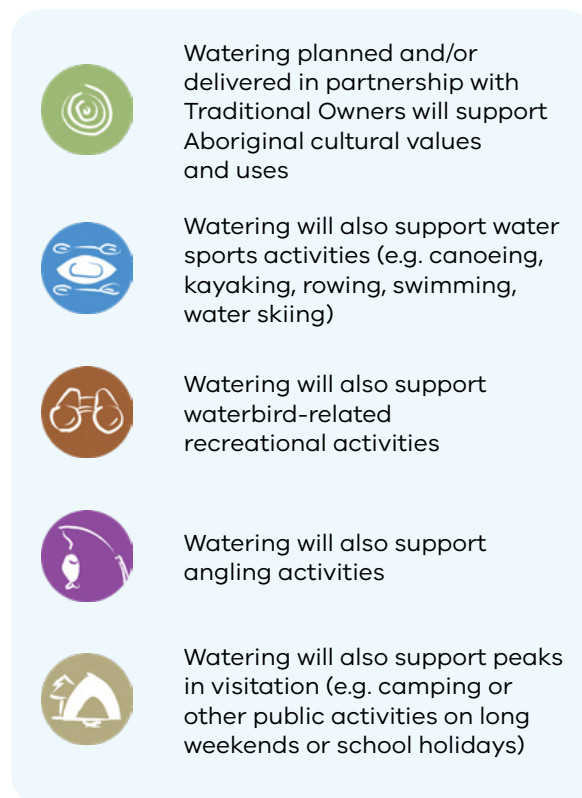 Watering planned and/or
delivered in partnership with
Traditional Owners will support
Aboriginal cultural values
and uses
Watering will also support water
sports activities (e.g. canoeing,
kayaking, rowing, swimming,
water skiing)
Watering will also support
waterbird-related
recreational activities
Watering will also support
angling activities
Watering will also support peaks
in visitation (e.g. camping or
other public activities on long
weekends or school holidays)